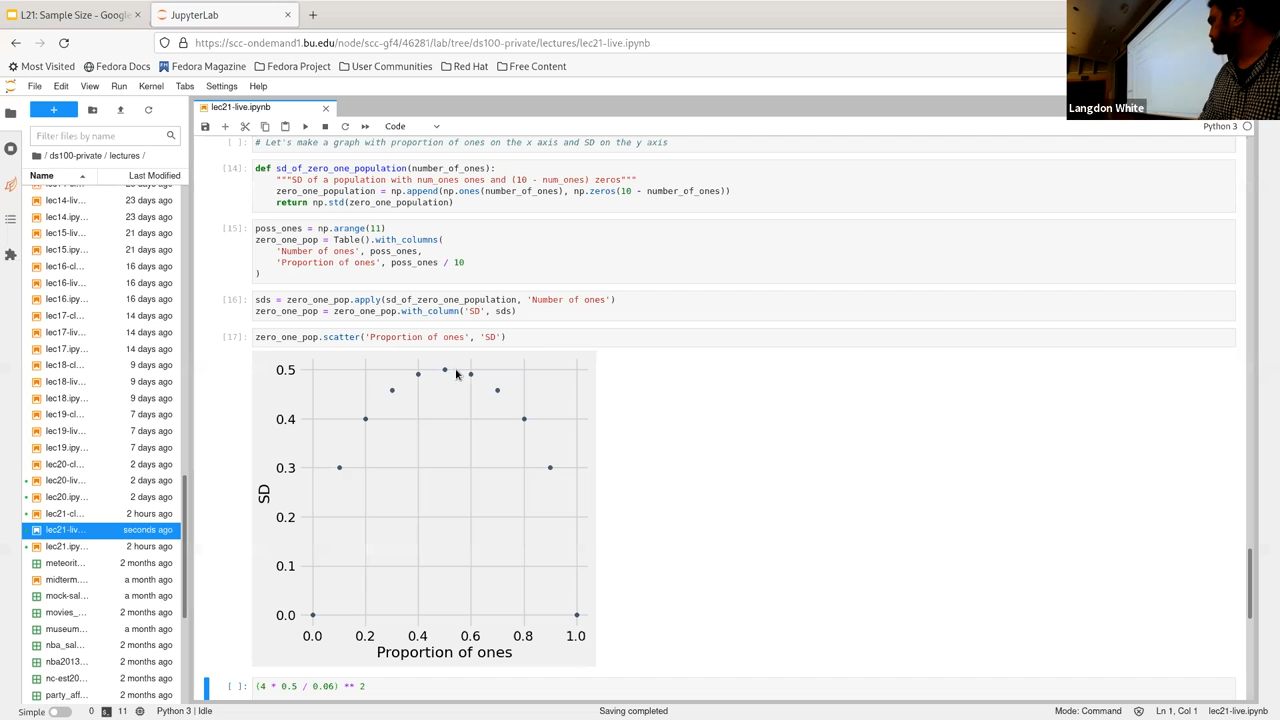 L21: Sample Size - Google
JupyterLab
https://scc-ondemand1.bu.edu/node/scc-gf4/46281/lab/tree/ds100-private/lectures/lec21-live.ipynb
Most Visited
Fedora Docs
Fedora Magazine
Fedora Project
User Communities
Red Hat
Free Content
Langdon White
File Edit View Run Kernel Tabs Settings Help
lec21-live.ipynb
Code
Python 3
Filter files by name
/ ds100-private / lectures /
Name Last Modified
lec14-liv... 23 days ago
lec14.ipy... 23 days ago
lec15-liv... 21 days ago
lec15.ipy... 21 days ago
lec16-cl... 16 days ago
lec16-liv... 16 days ago
lec16.ipy... 16 days ago
lec17-cl... 14 days ago
lec17-liv... 14 days ago
lec17.ipy... 14 days ago
lec18-cl... 9 days ago
lec18-liv... 9 days ago
lec18.ipy... 9 days ago
lec19-cl... 7 days ago
lec19-liv... 7 days ago
lec19.ipy... 7 days ago
lec20-cl... 2 days ago
lec20-liv... 2 days ago
lec20.ipy... 2 days ago
lec21-cl... 2 hours ago
lec21-liv... seconds ago
lec21.ipy... 2 hours ago
meteorit... 2 months ago
midterm.... a month ago
mock-sal... a month ago
movies_... 2 months ago
museum... a month ago
nba_sal... 2 months ago
nba2013... 2 months ago
nc-est20... 2 months ago
party_aff... 2 months ago
[ ]: # Let's make a graph with proportion of ones on the x axis and SD on the y axis
[14]: def sd_of_zero_one_population(number_of_ones):
"""SD of a population with num_ones ones and (10 - num_ones) zeros"""
zero_one_population = np.append(np.ones(number_of_ones), np.zeros(10 - number_of_ones))
return np.std(zero_one_population)
[15]: poss_ones = np.arange(11)
zero_one_pop = Table().with_columns(
'Number of ones', poss_ones,
'Proportion of ones', poss_ones / 10
)
[16]: sds = zero_one_pop.apply(sd_of_zero_one_population, 'Number of ones')
zero_one_pop = zero_one_pop.with_column('SD', sds)
[17]: zero_one_pop.scatter('Proportion of ones', 'SD')
0.5
0.4
0.3
SD
0.2
0.1
0.0
0.0 0.2 0.4 0.6 0.8 1.0
Proportion of ones
[ ]: (4 * 0.5 / 0.06) ** 2
Simple 0 11 Python 3 | Idle
Saving completed
Mode: Command Ln 1, Col 1 lec21-live.ipynb